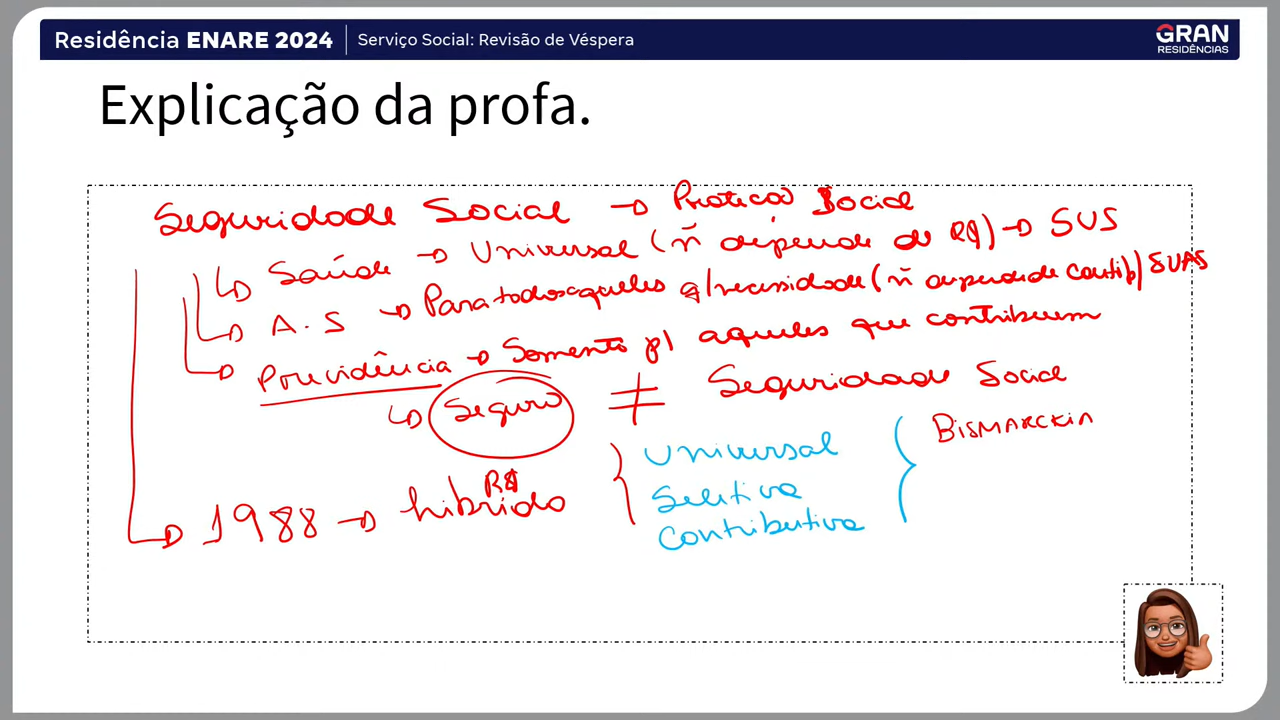 Residência ENARE 2024 | Serviço Social: Revisão de Véspera
GRAN
RESIDÊNCIAS
Explicação da profa.
Seguridade Social → Proteção Social
↳ Saúde → Universal (ñ depende de R$) → SUS
↳ A.S → Para todos aqueles q/ necessidade (ñ depende de contib) SUAS
↳ Previdência → Somente p/ aqueles que contribuem
↳ Seguro ≠ Seguridade Social
R$
↳ 1988 → híbrido { Universal { BISMARCKIA
Seletiva
Contributiva